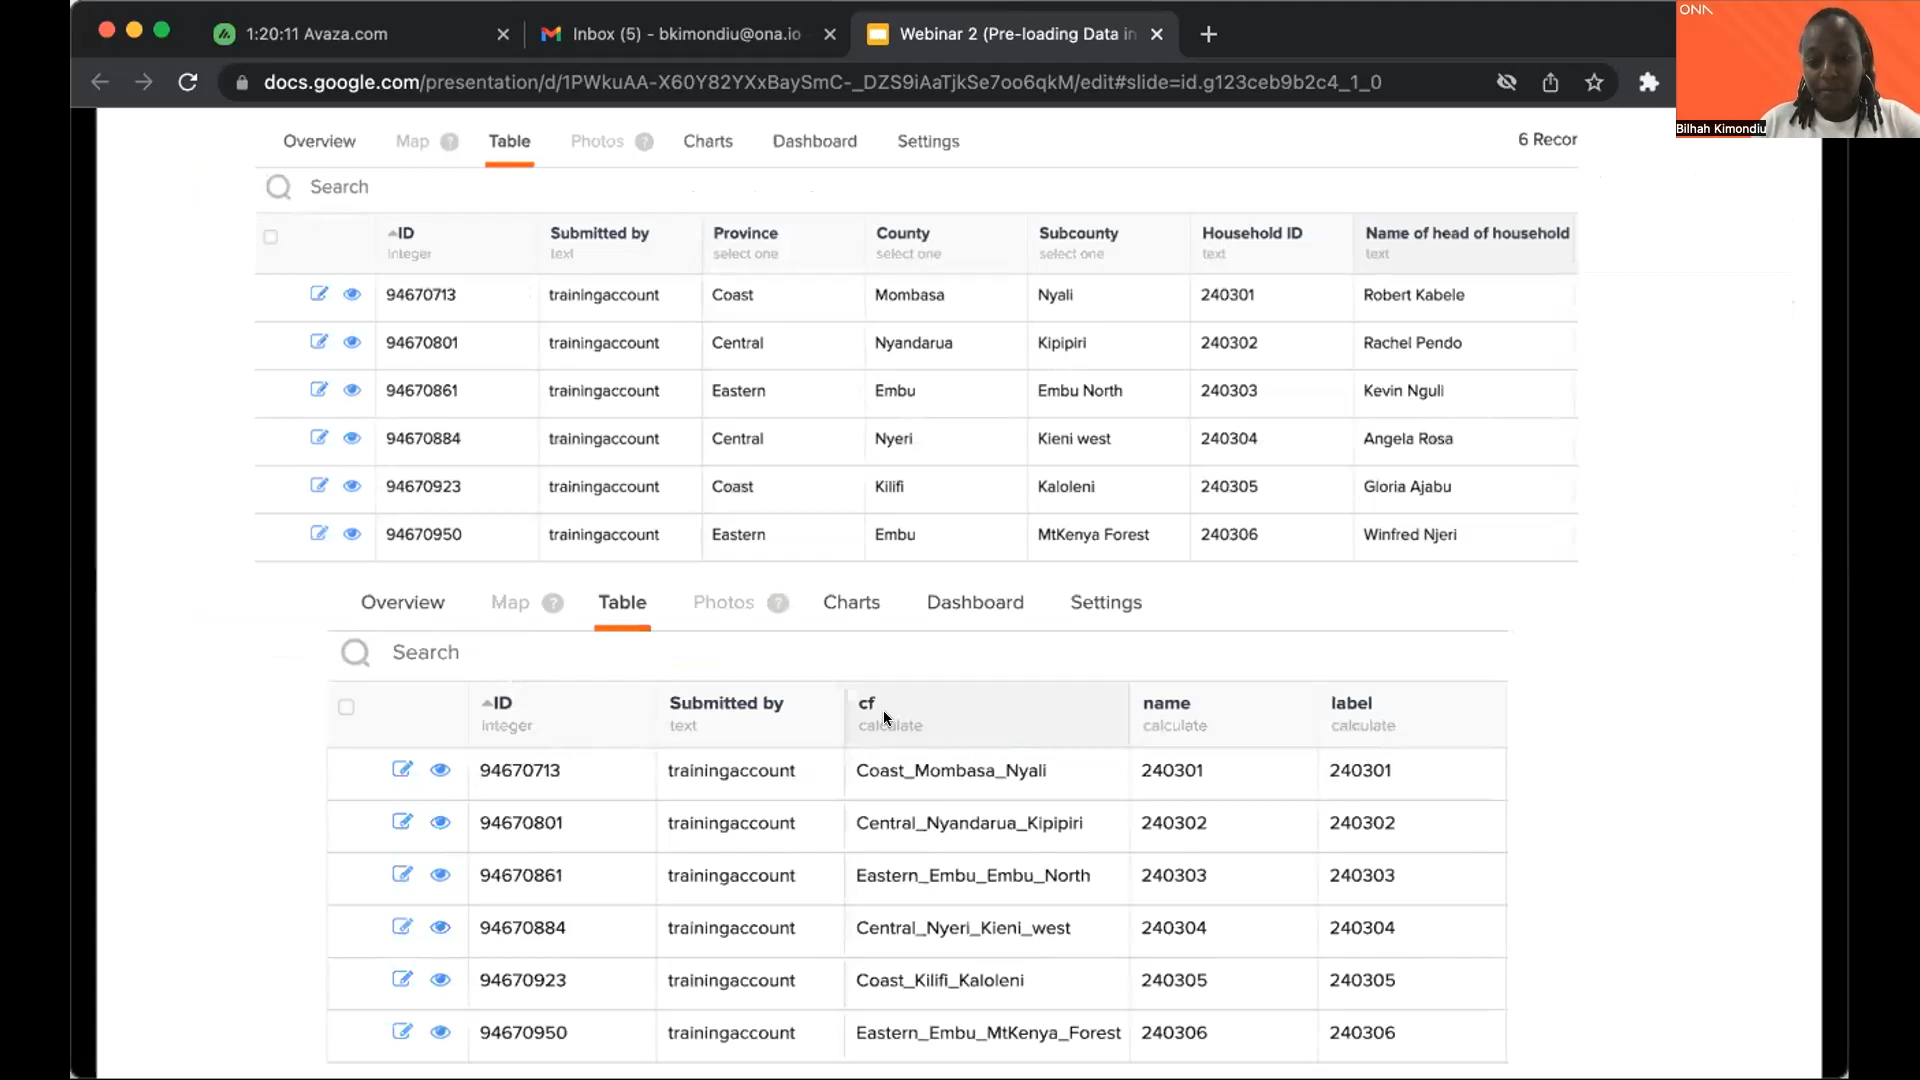 1:20:11 Avaza.com
Inbox (5) - bkimondiu@ona.io
Webinar 2 (Pre-loading Data in
docs.google.com/presentation/d/1PWkuAA-X60Y82YXxBaySmC-_DZS9iAaTjkSe7oo6qkM/edit#slide=id.g123ceb9b2c4_1_0
ONA
Bilhah Kimondiu
Overview Map ? Table Photos ? Charts Dashboard Settings 6 Recor
Search
ID Submitted by Province County Subcounty Household ID Name of head of household
integer text select one select one select one text text
94670713 trainingaccount Coast Mombasa Nyali 240301 Robert Kabele
94670801 trainingaccount Central Nyandarua Kipipiri 240302 Rachel Pendo
94670861 trainingaccount Eastern Embu Embu North 240303 Kevin Nguli
94670884 trainingaccount Central Nyeri Kieni west 240304 Angela Rosa
94670923 trainingaccount Coast Kilifi Kaloleni 240305 Gloria Ajabu
94670950 trainingaccount Eastern Embu MtKenya Forest 240306 Winfred Njeri
Overview Map ? Table Photos ? Charts Dashboard Settings
Search
ID Submitted by cf name label
integer text calculate calculate calculate
94670713 trainingaccount Coast_Mombasa_Nyali 240301 240301
94670801 trainingaccount Central_Nyandarua_Kipipiri 240302 240302
94670861 trainingaccount Eastern_Embu_Embu_North 240303 240303
94670884 trainingaccount Central_Nyeri_Kieni_west 240304 240304
94670923 trainingaccount Coast_Kilifi_Kaloleni 240305 240305
94670950 trainingaccount Eastern_Embu_MtKenya_Forest 240306 240306